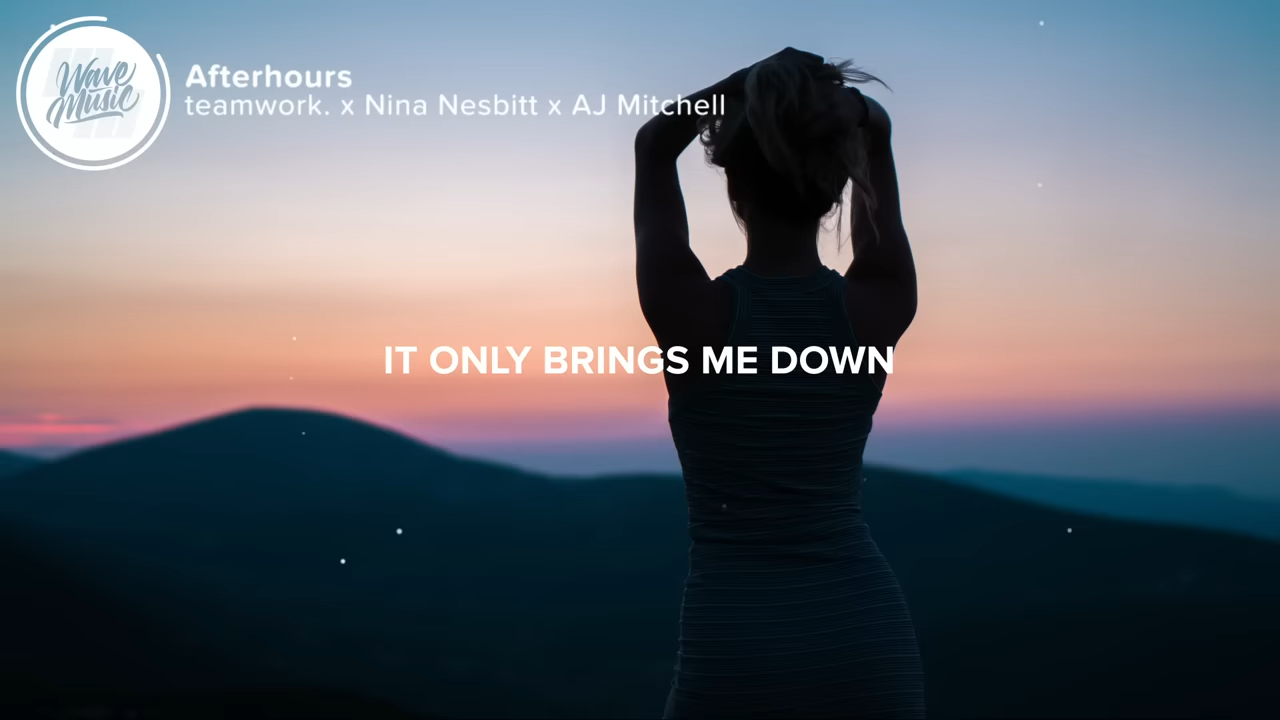 Wave
Music
Afterhours
teamwork. x Nina Nesbitt x AJ Mitchell
IT ONLY BRINGS ME DOWN